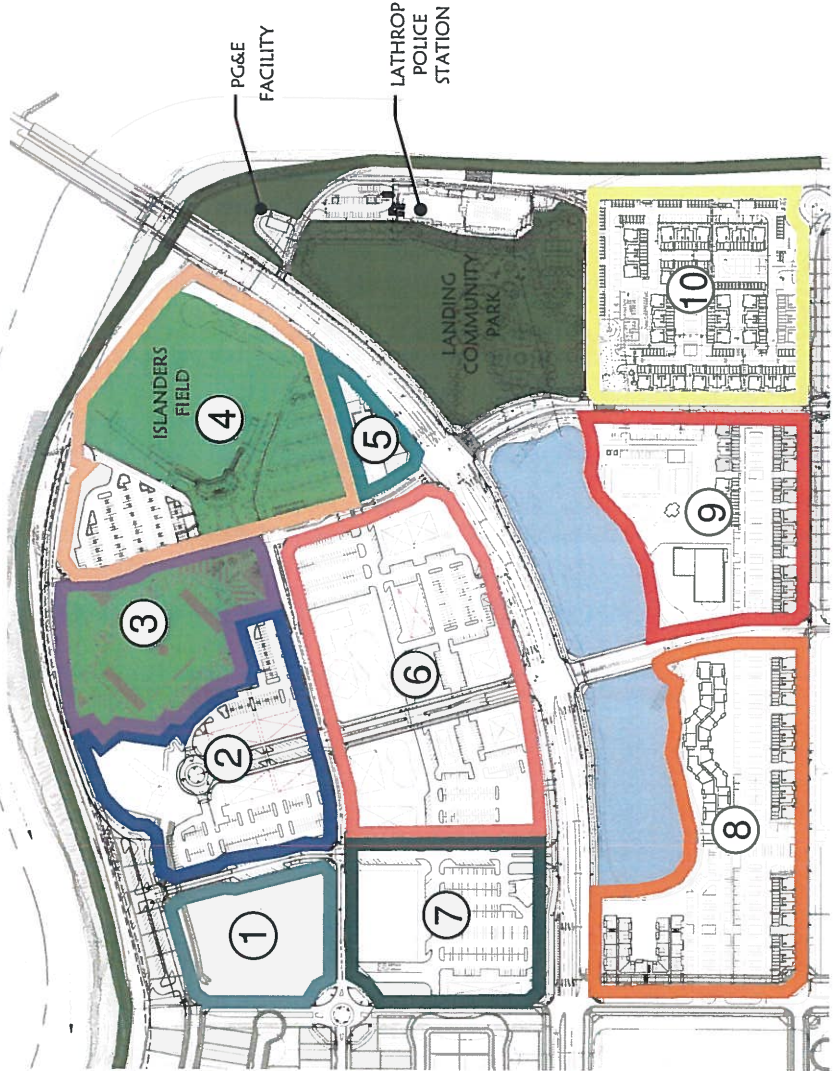 PG&E
FACILITY
LATHROP
POLICE
STATION
ISLANDERS
FIELD
LANDING
COMMUNITY
PARK
1
2
3
4
5
6
7
8
9
10